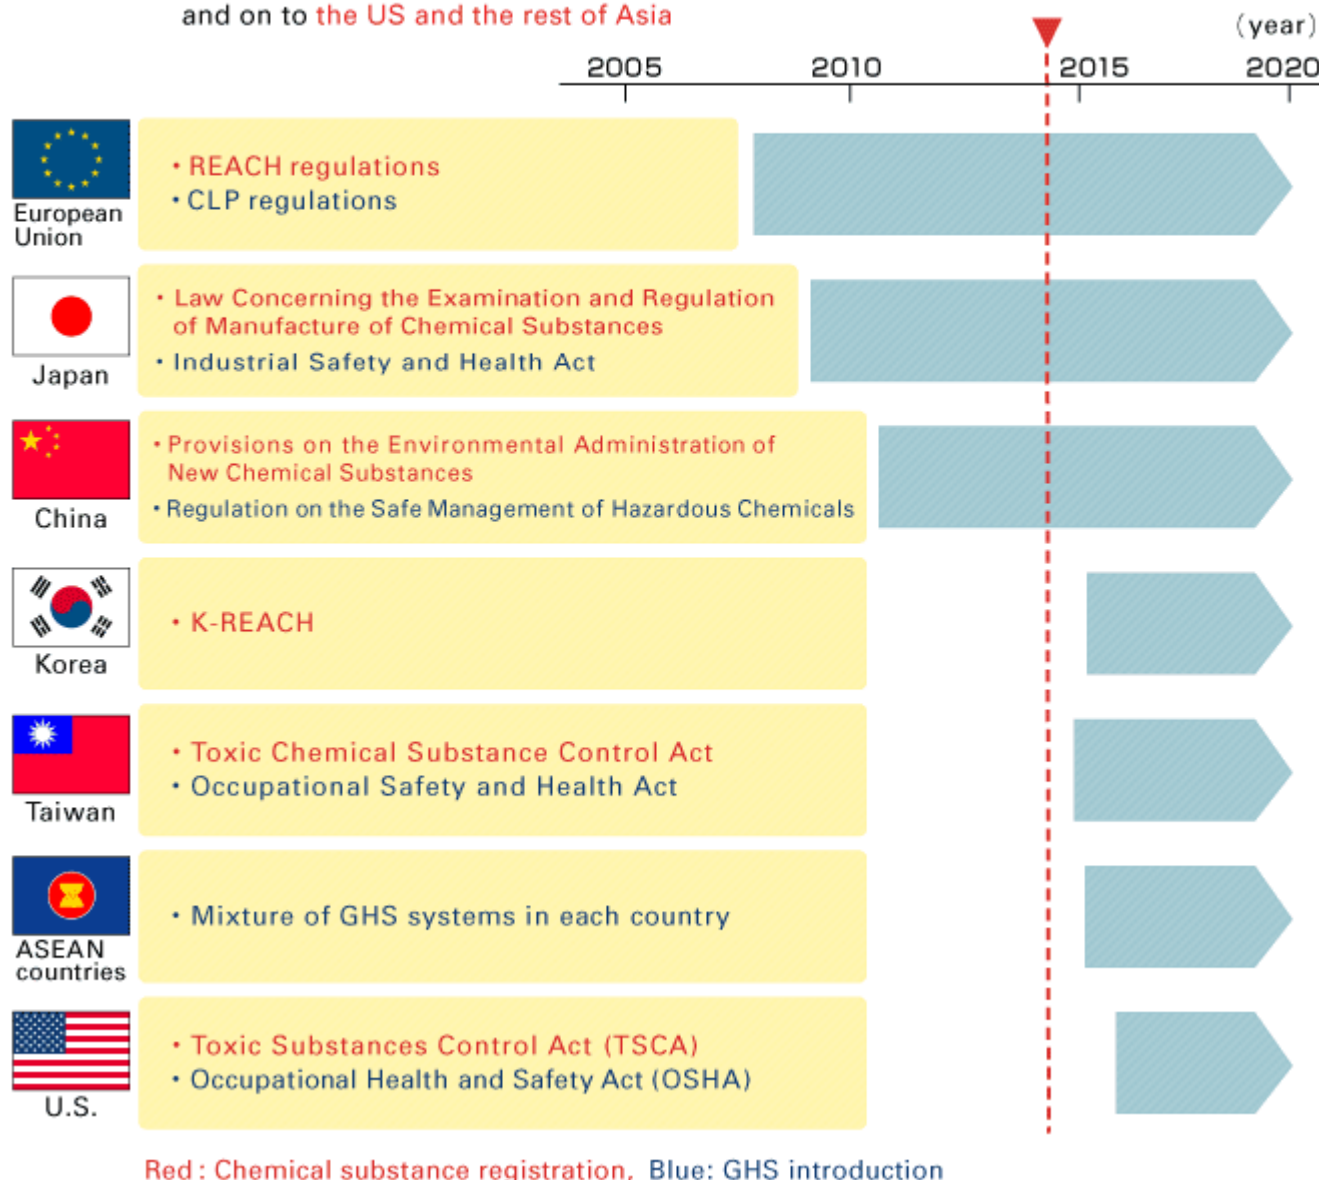 and on to the US and the rest of Asia
(year)
2005 2010 2015 2020
European
Union
• REACH regulations
• CLP regulations
Japan
• Law Concerning the Examination and Regulation
of Manufacture of Chemical Substances
• Industrial Safety and Health Act
China
• Provisions on the Environmental Administration of
New Chemical Substances
• Regulation on the Safe Management of Hazardous Chemicals
Korea
• K-REACH
Taiwan
• Toxic Chemical Substance Control Act
• Occupational Safety and Health Act
ASEAN
countries
• Mixture of GHS systems in each country
U.S.
• Toxic Substances Control Act (TSCA)
• Occupational Health and Safety Act (OSHA)
Red : Chemical substance registration, Blue: GHS introduction